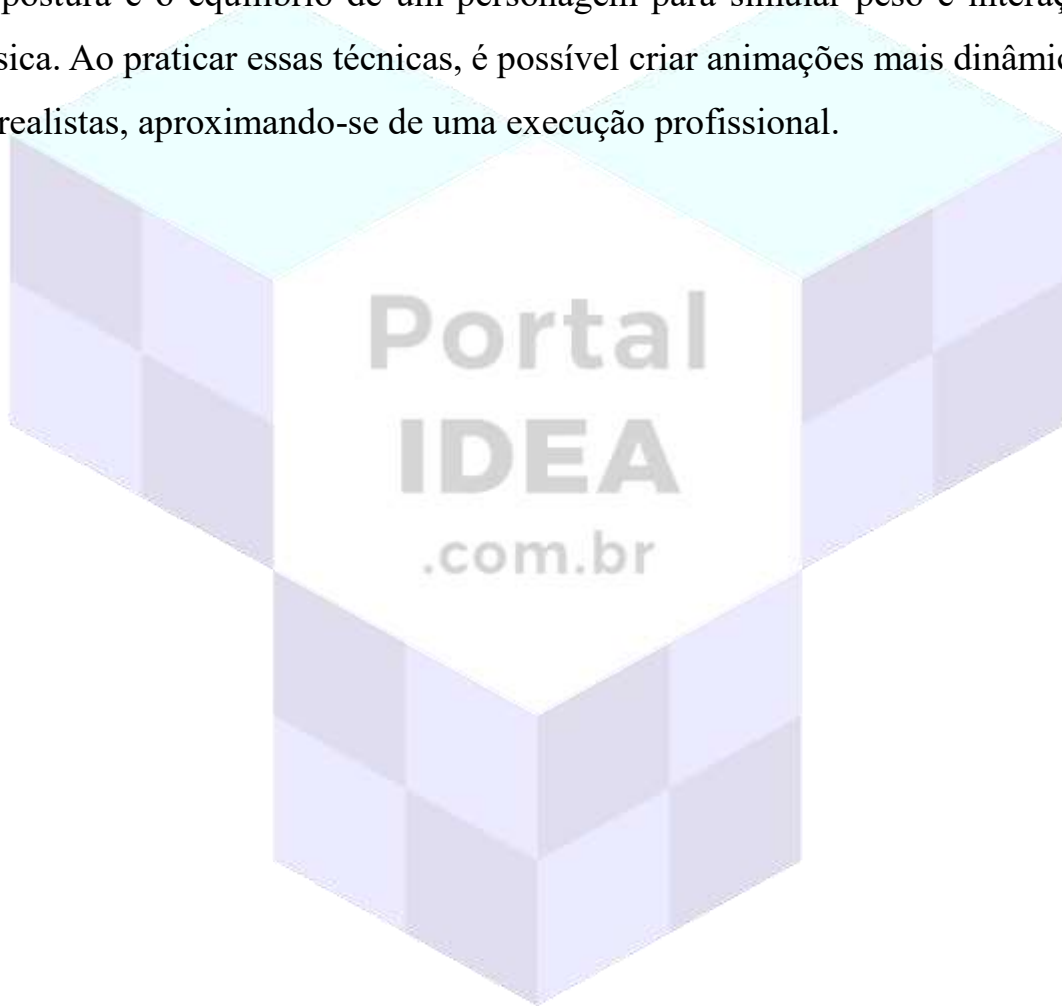 postura e o equilíbrio de um personagem para simular peso e
Ao praticar essas técnicas, é possível criar animações mais
realistas, aproximando-se de uma execução profissional.
Portal
IDEA
.com.br